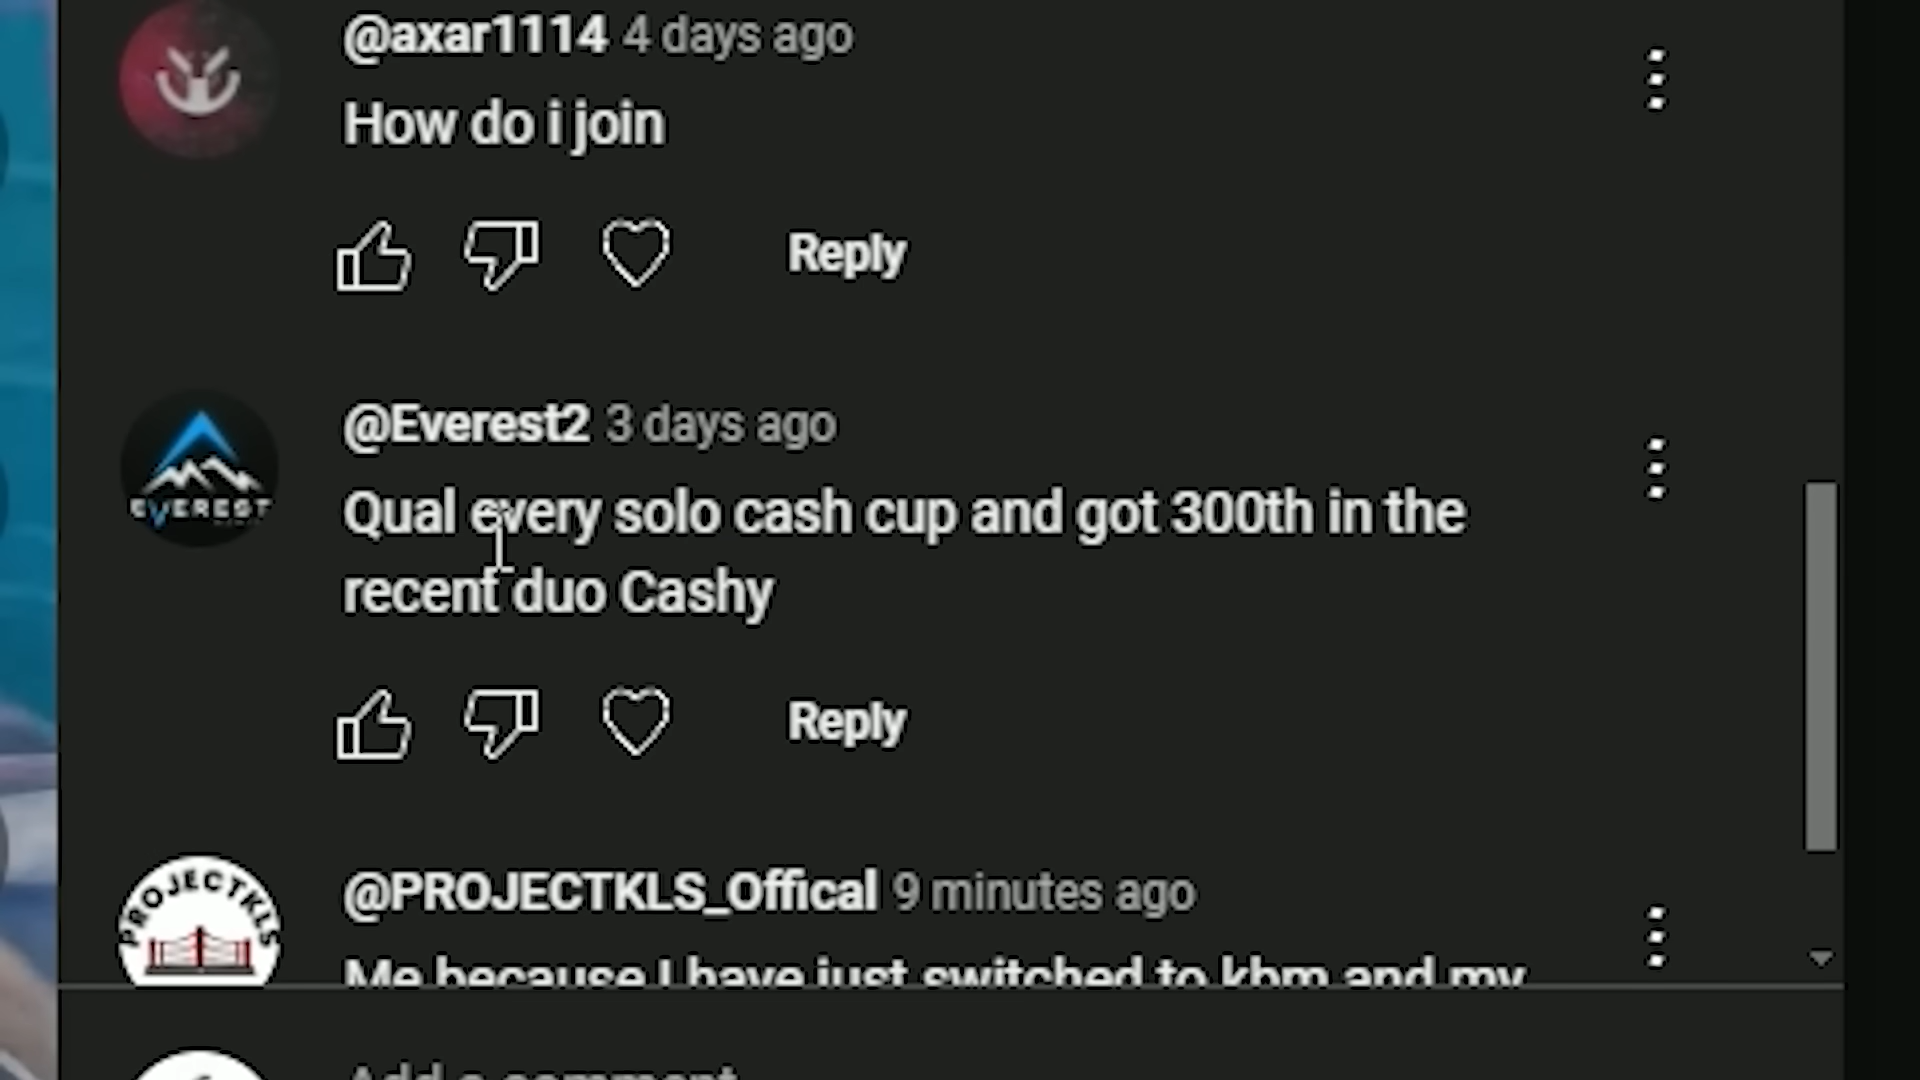 @axar1114 4 days ago
How do i join
Reply
@Everest2 3 days ago
EVEREST
Qual every solo cash cup and got 300th in the
recent duo Cashy
Reply
PROJECTKLS
@PROJECTKLS_Offical 9 minutes ago
Me because I have just switched to kbm and my
Add a comment